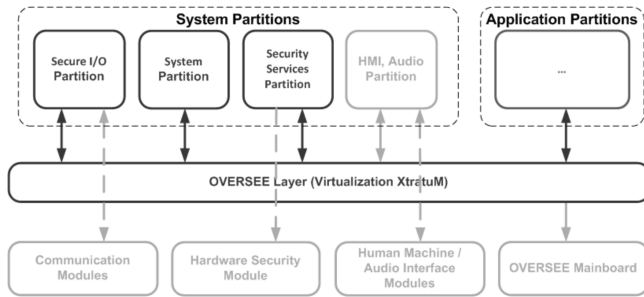 System Partitions
Application Partitions
Secure I/O
Partition
System
Partition
Security
Services
Partition
HMI, Audio
Partition
...
OVERSEE Layer (Virtualization XtratuM)
Communication
Modules
Hardware Security
Module
Human Machine /
Audio Interface
Modules
OVERSEE Mainboard